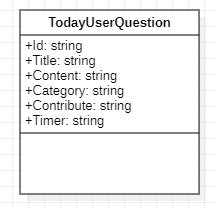 TodayUserQuestion
+Id: string
+Title: string
+Content: string
+Category: string
+Contribute: string
+Timer: string